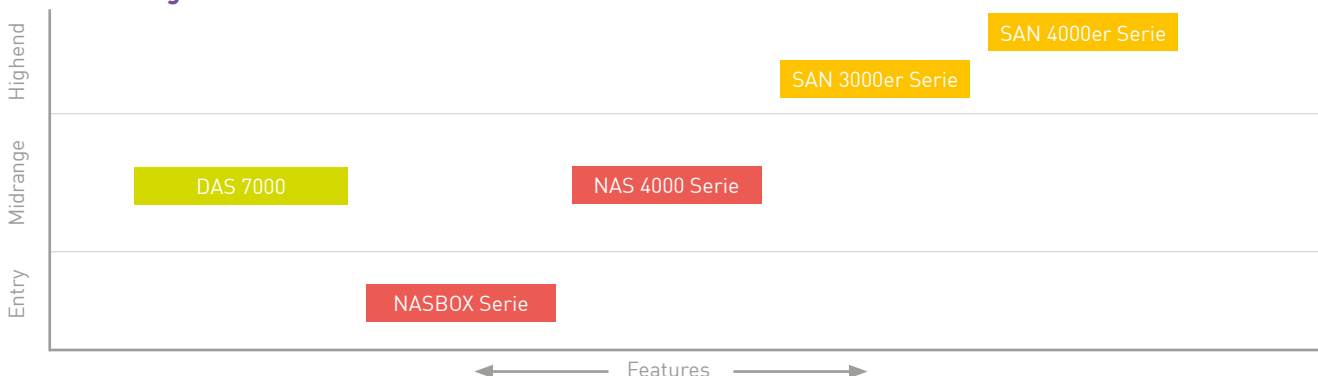 Highend
SAN 4000er Serie
SAN 3000er Serie
Midrange
DAS 7000
NAS 4000 Serie
Entry
NASBOX Serie
Features